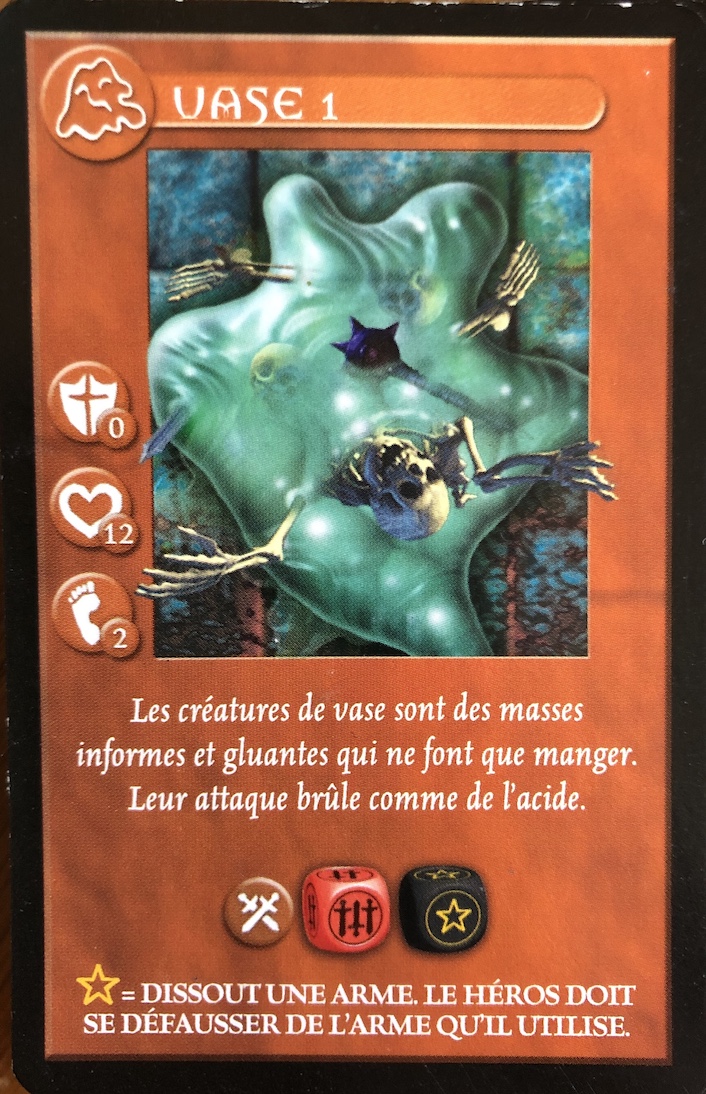 VASE 1
0
12
2
Les créatures de vase sont des masses
informes et gluantes qui ne font que manger.
Leur attaque brûle comme de l'acide.
= DISSOUT UNE ARME. LE HÉROS DOIT
SE DÉFAUSSER DE L'ARME QU'IL UTILISE.